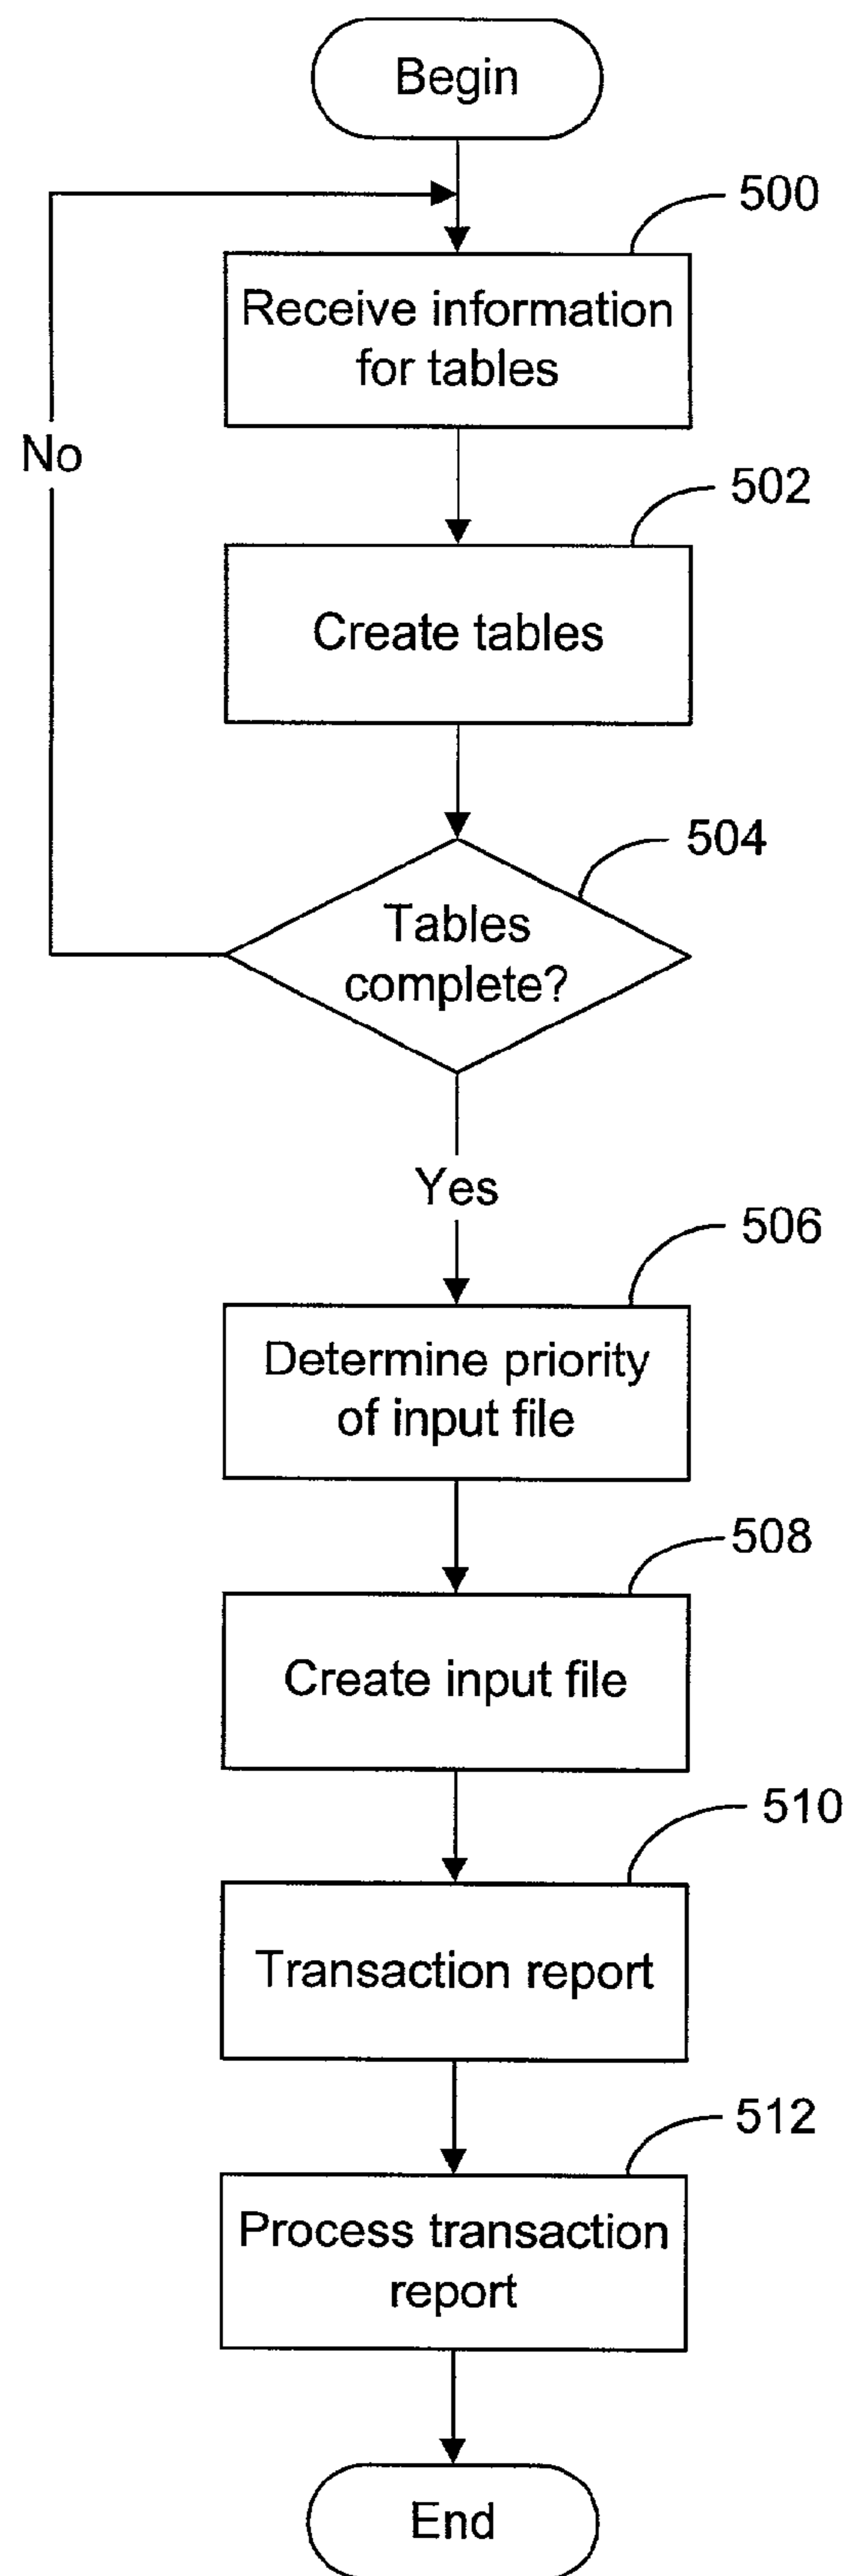 Begin
500
Receive information
for tables
No
502
Create tables
504
Tables
complete?
Yes
506
Determine priority
of input file
508
Create input file
510
Transaction report
512
Process transaction
report
End